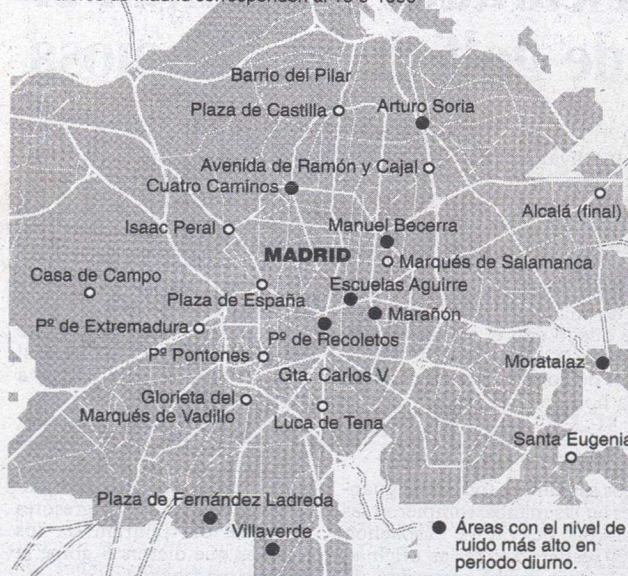 Barrio del Pilar
Plaza de Castilla
Arturo Soria
Avenida de Ramón y Cajal
Cuatro Caminos
Alcalá (final)
Isaac Peral
Manuel Becerra
MADRID
Marqués de Salamanca
Casa de Campo
Escuelas Aguirre
Plaza de España
Marañón
Pº de Extremadura
Pº de Recoletos
Pº Pontones
Moratalaz
Gta. Carlos V
Glorieta del
Marqués de Vadillo
Luca de Tena
Santa Eugenia
Plaza de Fernández Ladreda
Villaverde
Áreas con el nivel de
ruido más alto en
periodo diurno.